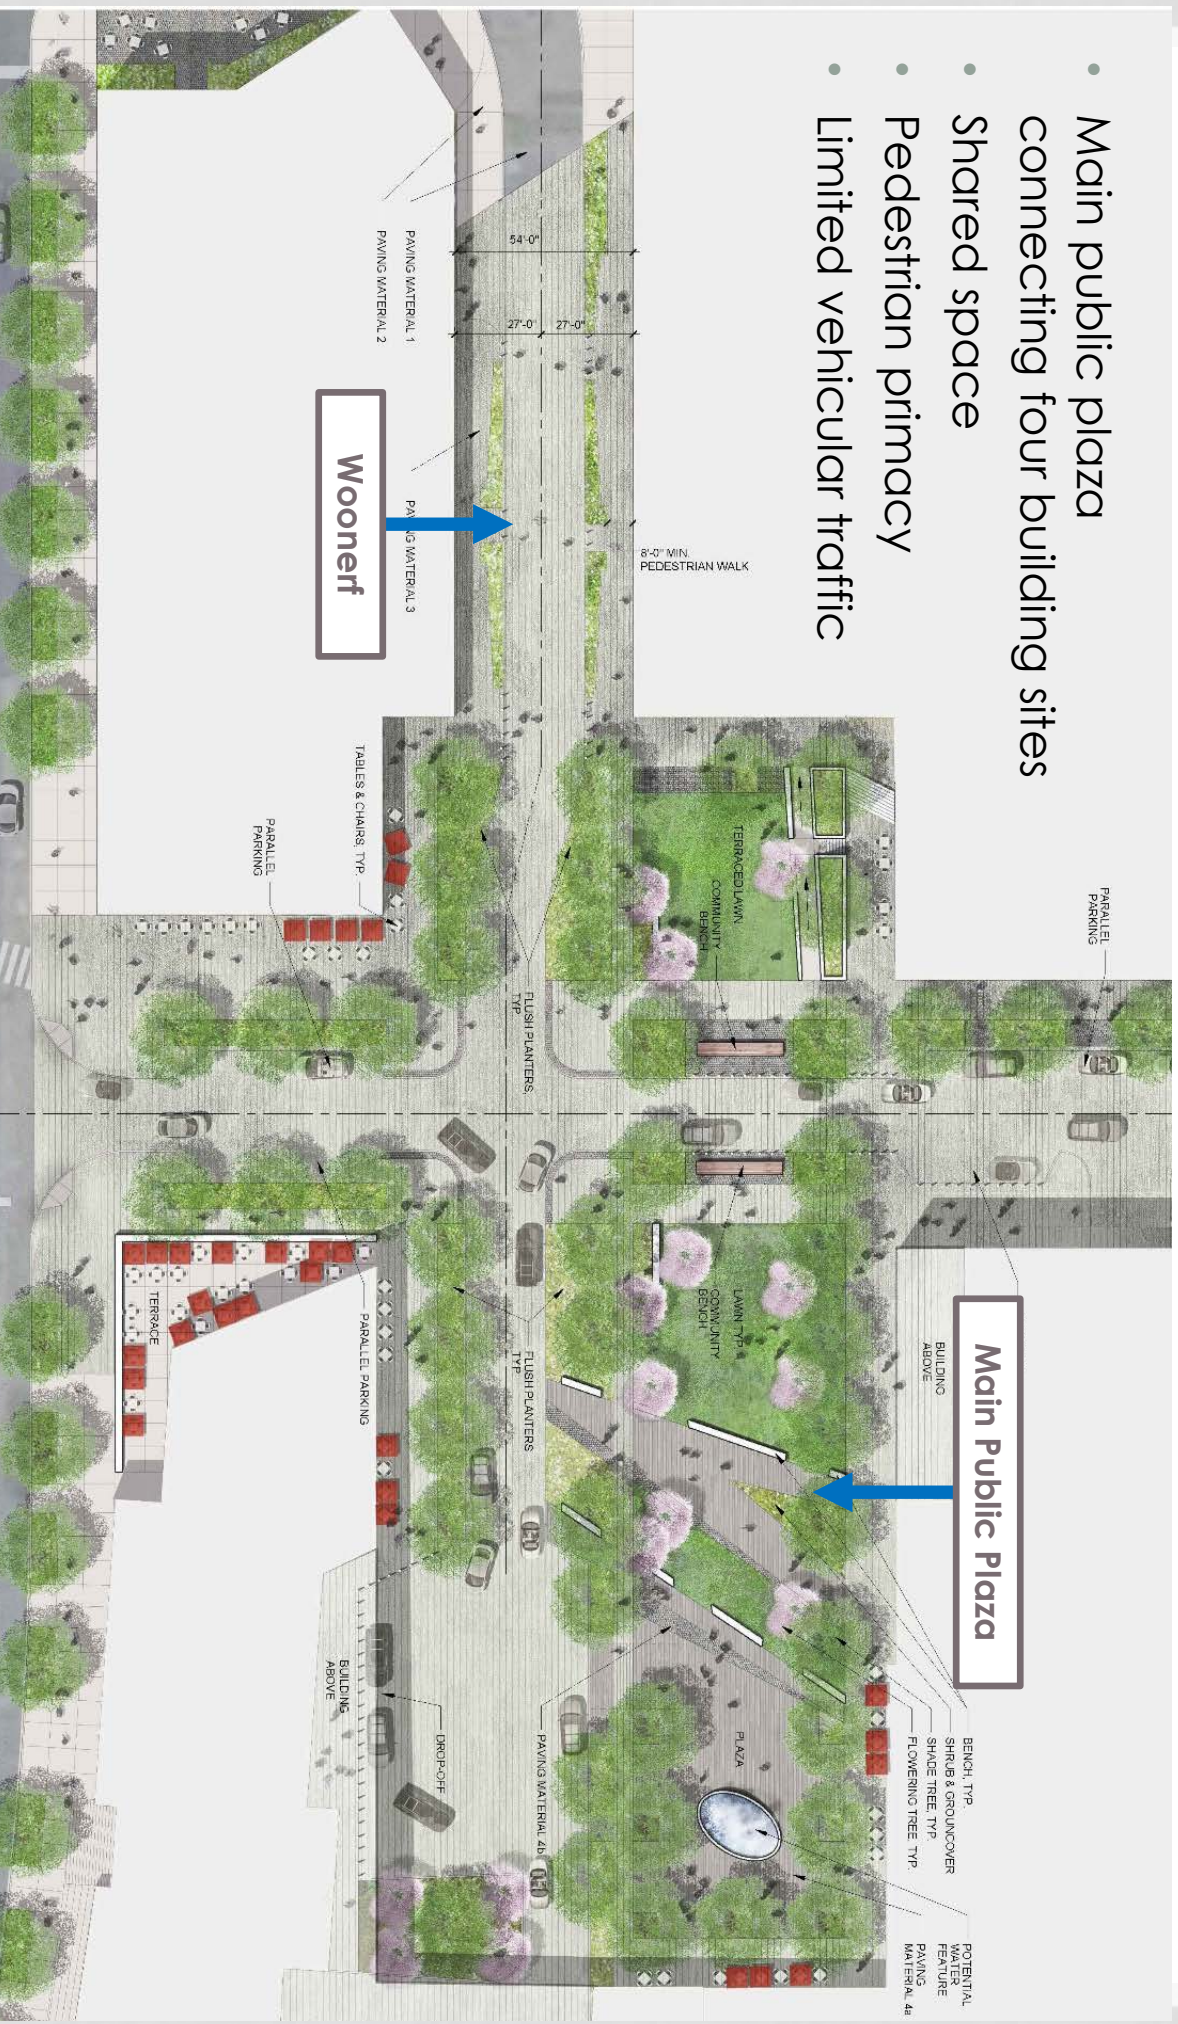 Main public plaza
connecting four building sites
Shared space
Pedestrian primacy
Limited vehicular traffic
PARALLEL
PARKING
BENCH, TYP.
SHRUB & GROUNCOVER
SHADE TREE, TYP.
FLOWERING TREE, TYP.
POTENTIAL
WATER
FEATURE
PAVING
MATERIAL 4a
Main Public Plaza
BUILDING
ABOVE
TERRACED LAWN
COMMUNITY
BENCH
LAWN TYP
COMMUNITY
BENCH
PLAZA
8'-0" MIN.
PEDESTRIAN WALK
54'-0"
27'-0"
27'-0"
FLUSH PLANTERS,
TYP
FLUSH PLANTERS
TYP
PAVING MATERIAL 4b
PAVING MATERIAL 1
PAVING MATERIAL 2
PAVING MATERIAL 3
Woonerf
TABLES & CHAIRS, TYP.
PARALLEL
PARKING
PARALLEL PARKING
DROP-OFF
BUILDING
ABOVE
TERRACE